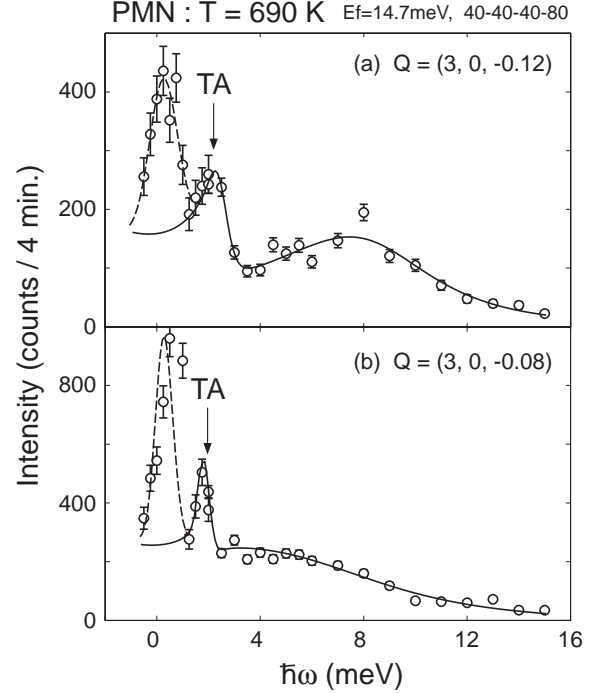 PMN : T = 690 K Ef=14.7meV, 40-40-40-80
(a) Q = (3, 0, -0.12)
TA
400
200
0
(b) Q = (3, 0, -0.08)
TA
800
400
0
Intensity (counts / 4 min.)
0 4 8 12 16
ħω (meV)